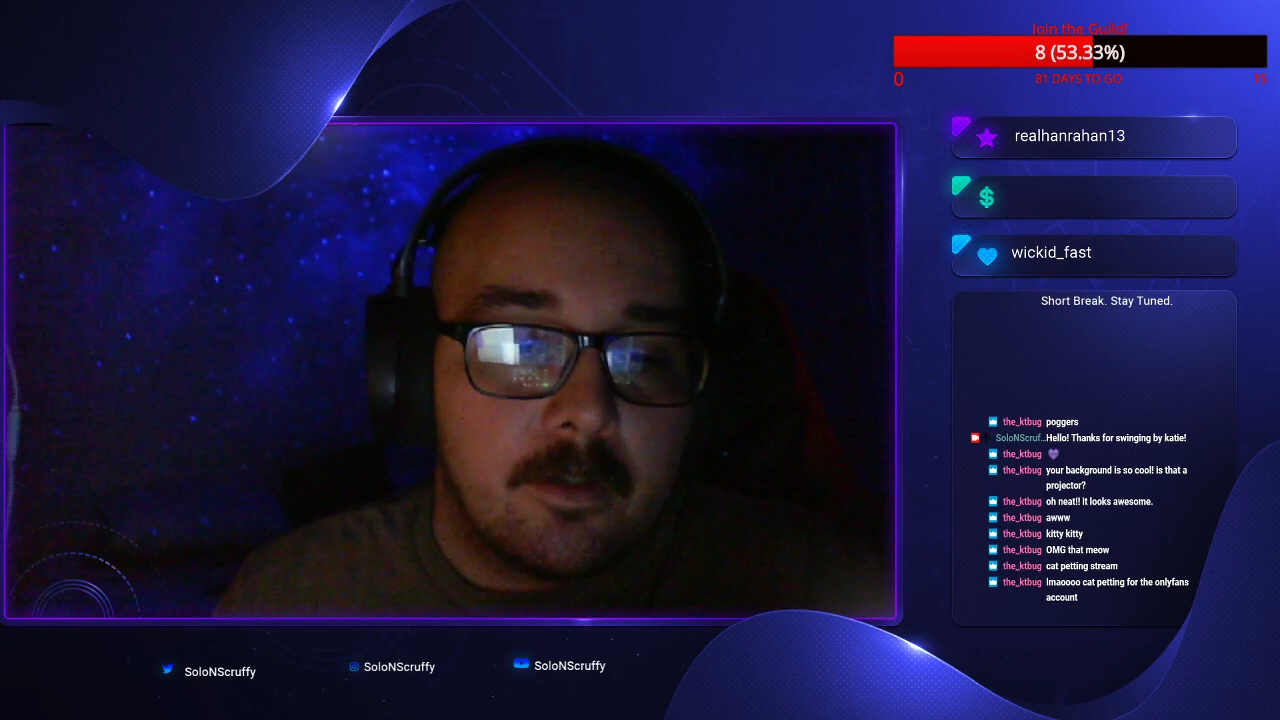 Join the Guild!
8 (53.33%)
0
81 DAYS TO GO
15
realhanrahan13
$
wickid_fast
Short Break. Stay Tuned.
the_ktbug poggers
SoloNScruf...Hello! Thanks for swinging by katie!
the_ktbug 💜
the_ktbug your background is so cool! is that a
projector?
the_ktbug oh neat!! it looks awesome.
the_ktbug awww
the_ktbug kitty kitty
the_ktbug OMG that meow
the_ktbug cat petting stream
the_ktbug lmaoooo cat petting for the onlyfans
account
SoloNScruffy
SoloNScruffy
SoloNScruffy